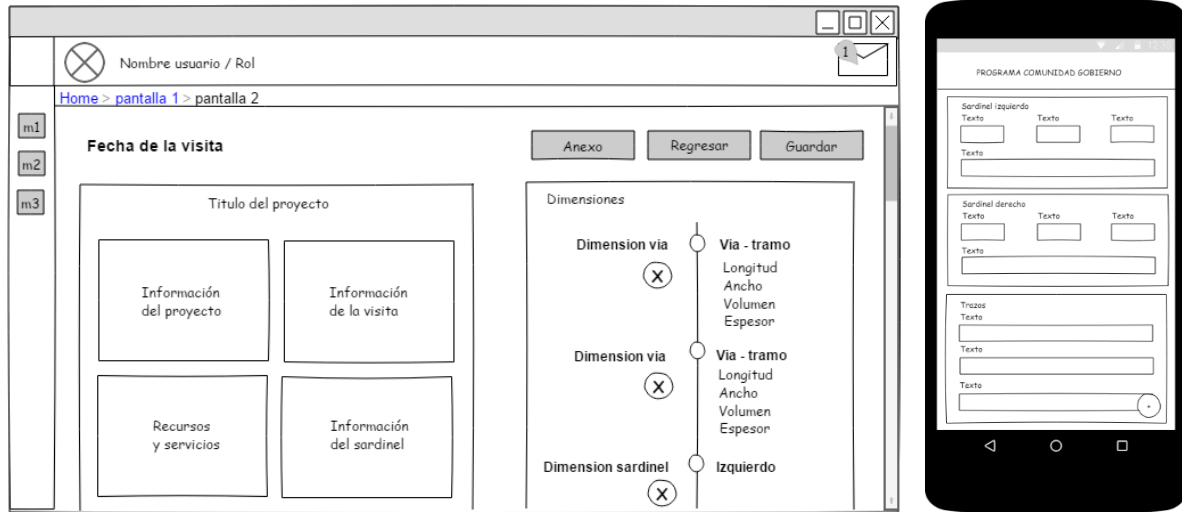 Nombre usuario / Rol
1
Home > pantalla 1 > pantalla 2
m1
m2
m3
Fecha de la visita
Anexo
Regresar
Guardar
Titulo del proyecto
Información
del proyecto
Información
de la visita
Recursos
y servicios
Información
del sardinel
Dimensiones
Dimension via
X
Via - tramo
Longitud
Ancho
Volumen
Espesor
Dimension via
X
Via - tramo
Longitud
Ancho
Volumen
Espesor
Dimension sardinel
X
Izquierdo
12:30
PROGRAMA COMUNIDAD GOBIERNO
Sardinel izquierdo
Texto Texto Texto
Texto
Sardinel derecho
Texto Texto Texto
Texto
Trazos
Texto
Texto
Texto
+